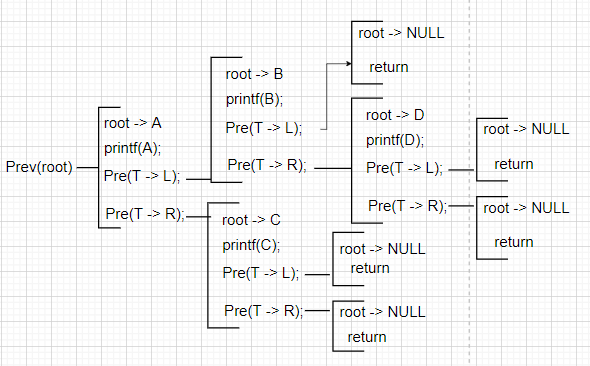 Prev(root)
root -> A
printf(A);
Pre(T -> L);
Pre(T -> R);
root -> B
printf(B);
Pre(T -> L);
Pre(T -> R);
root -> NULL
return
root -> D
printf(D);
Pre(T -> L);
Pre(T -> R);
root -> NULL
return
root -> NULL
return
root -> C
printf(C);
Pre(T -> L);
Pre(T -> R);
root -> NULL
return
root -> NULL
return